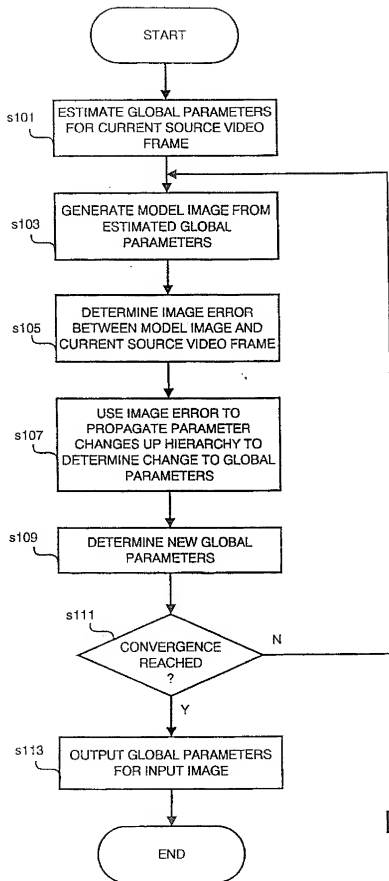 START
s101
ESTIMATE GLOBAL PARAMETERS
FOR CURRENT SOURCE VIDEO
FRAME
s103
GENERATE MODEL IMAGE FROM
ESTIMATED GLOBAL
PARAMETERS
s105
DETERMINE IMAGE ERROR
BETWEEN MODEL IMAGE AND
CURRENT SOURCE VIDEO FRAME
s107
USE IMAGE ERROR TO
PROPAGATE PARAMETER
CHANGES UP HIERARCHY TO
DETERMINE CHANGE TO GLOBAL
PARAMETERS
s109
DETERMINE NEW GLOBAL
PARAMETERS
s111
CONVERGENCE
REACHED
?
N
Y
s113
OUTPUT GLOBAL PARAMETERS
FOR INPUT IMAGE
END